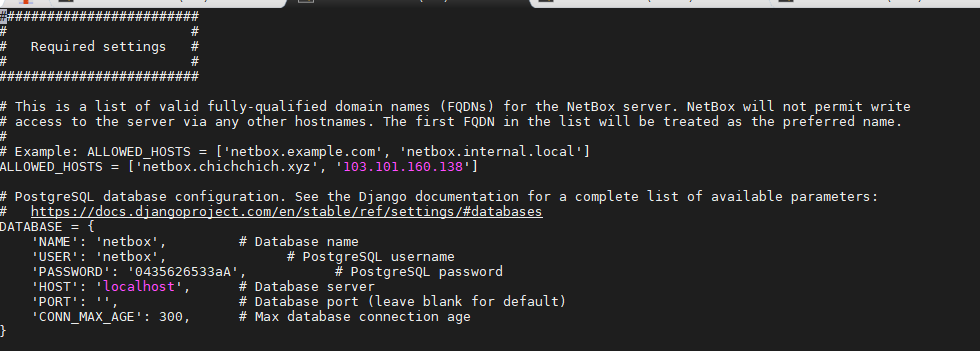 #########################
#                       #
#   Required settings   #
#                       #
#########################

# This is a list of valid fully-qualified domain names (FQDNs) for the NetBox server. NetBox will not permit write
# access to the server via any other hostnames. The first FQDN in the list will be treated as the preferred name.
#
# Example: ALLOWED_HOSTS = ['netbox.example.com', 'netbox.internal.local']
ALLOWED_HOSTS = ['netbox.chichchich.xyz', '103.101.160.138']

# PostgreSQL database configuration. See the Django documentation for a complete list of available parameters:
#   https://docs.djangoproject.com/en/stable/ref/settings/#databases
DATABASE = {
    'NAME': 'netbox',         # Database name
    'USER': 'netbox',               # PostgreSQL username
    'PASSWORD': '0435626533aA',           # PostgreSQL password
    'HOST': 'localhost',      # Database server
    'PORT': '',               # Database port (leave blank for default)
    'CONN_MAX_AGE': 300,      # Max database connection age
}